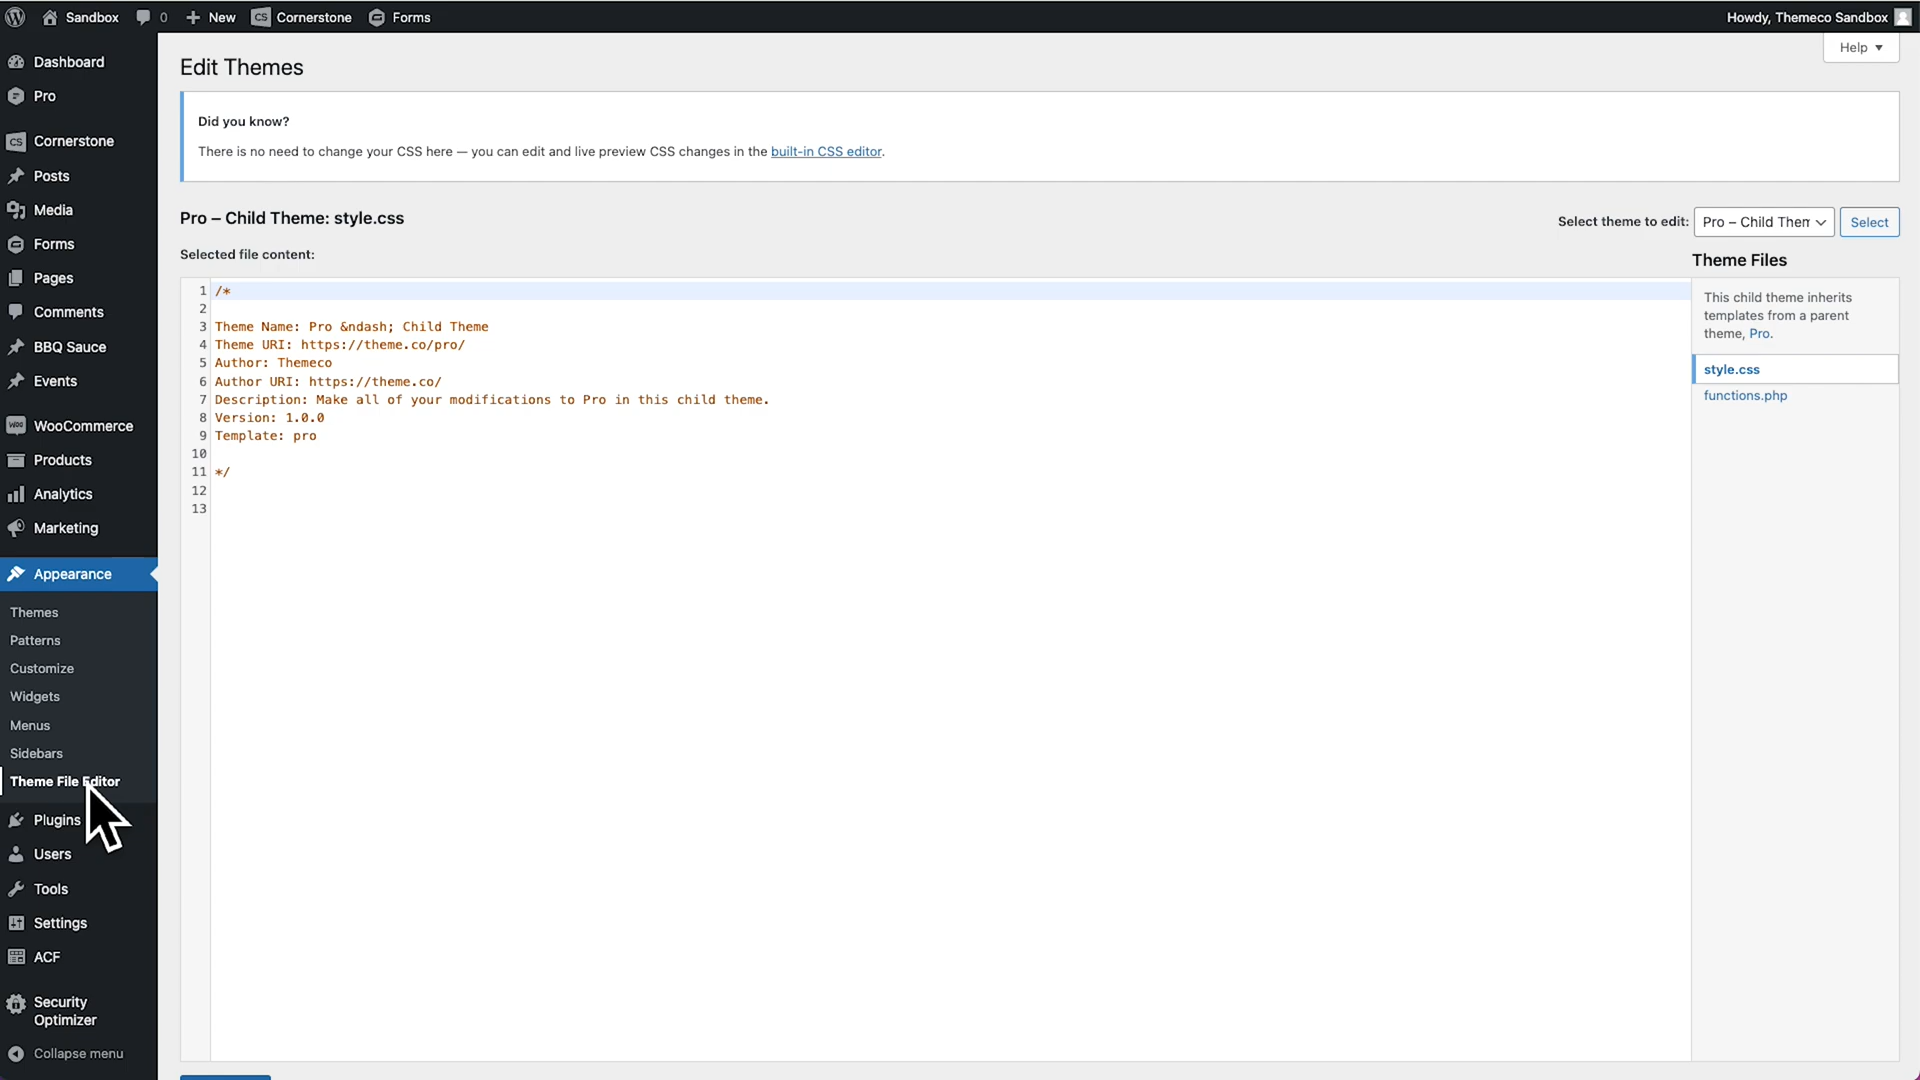 Sandbox 0 New CS Cornerstone Forms Howdy, Themeco Sandbox
Help ▼
Dashboard
Pro
CS Cornerstone
Posts
Media
Forms
Pages
Comments
BBQ Sauce
Events
Woo WooCommerce
Products
Analytics
Marketing
Appearance
Themes
Patterns
Customize
Widgets
Menus
Sidebars
Theme File Editor
Plugins
Users
Tools
Settings
ACF
Security
Optimizer
Collapse menu
Edit Themes
Did you know?
There is no need to change your CSS here — you can edit and live preview CSS changes in the built-in CSS editor.
Pro – Child Theme: style.css
Select theme to edit: Pro – Child Them Select
Selected file content:
1 /*
2
3 Theme Name: Pro &ndash; Child Theme
4 Theme URI: https://theme.co/pro/
5 Author: Themeco
6 Author URI: https://theme.co/
7 Description: Make all of your modifications to Pro in this child theme.
8 Version: 1.0.0
9 Template: pro
10
11 */
12
13
Theme Files
This child theme inherits
templates from a parent
theme, Pro.
style.css
functions.php